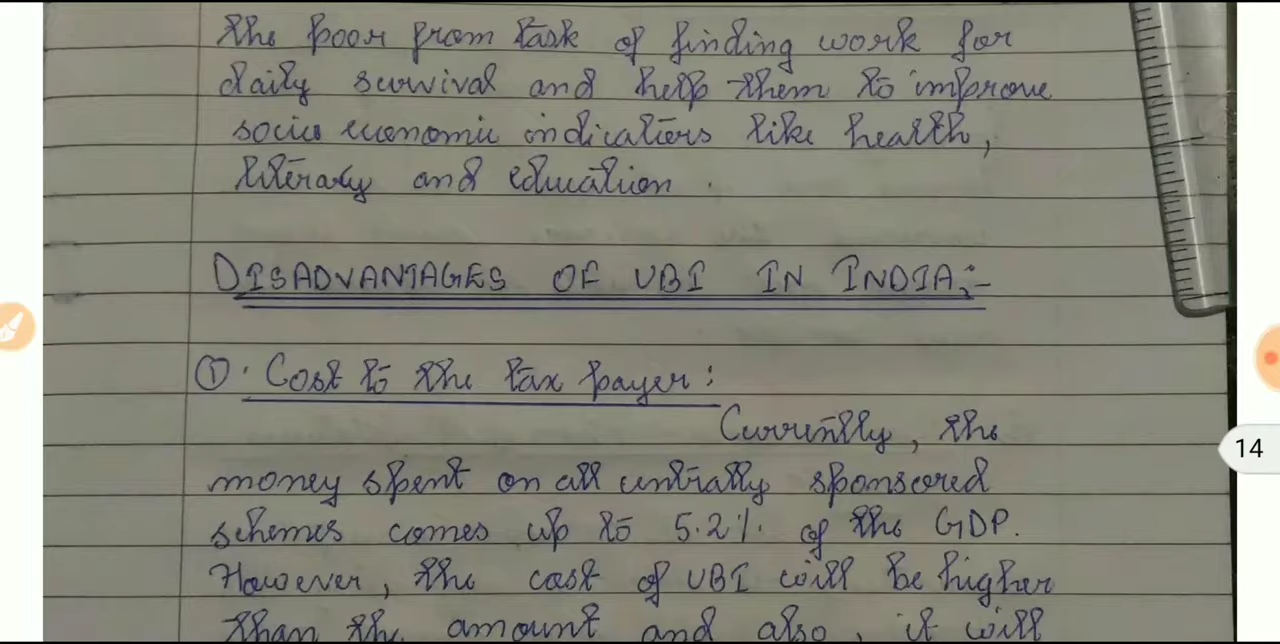 the poor from task of finding work for
daily survival and help them to improve
socio economic indicators like health,
literacy and education.
DISADVANTAGES OF UBI IN INDIA:-
①. Cost to the tax payer:
Currently, the
money spent on all centrally sponsored
schemes comes up to 5.2% of the GDP.
However, the cost of UBI will be higher
than the amount and also, it will
14